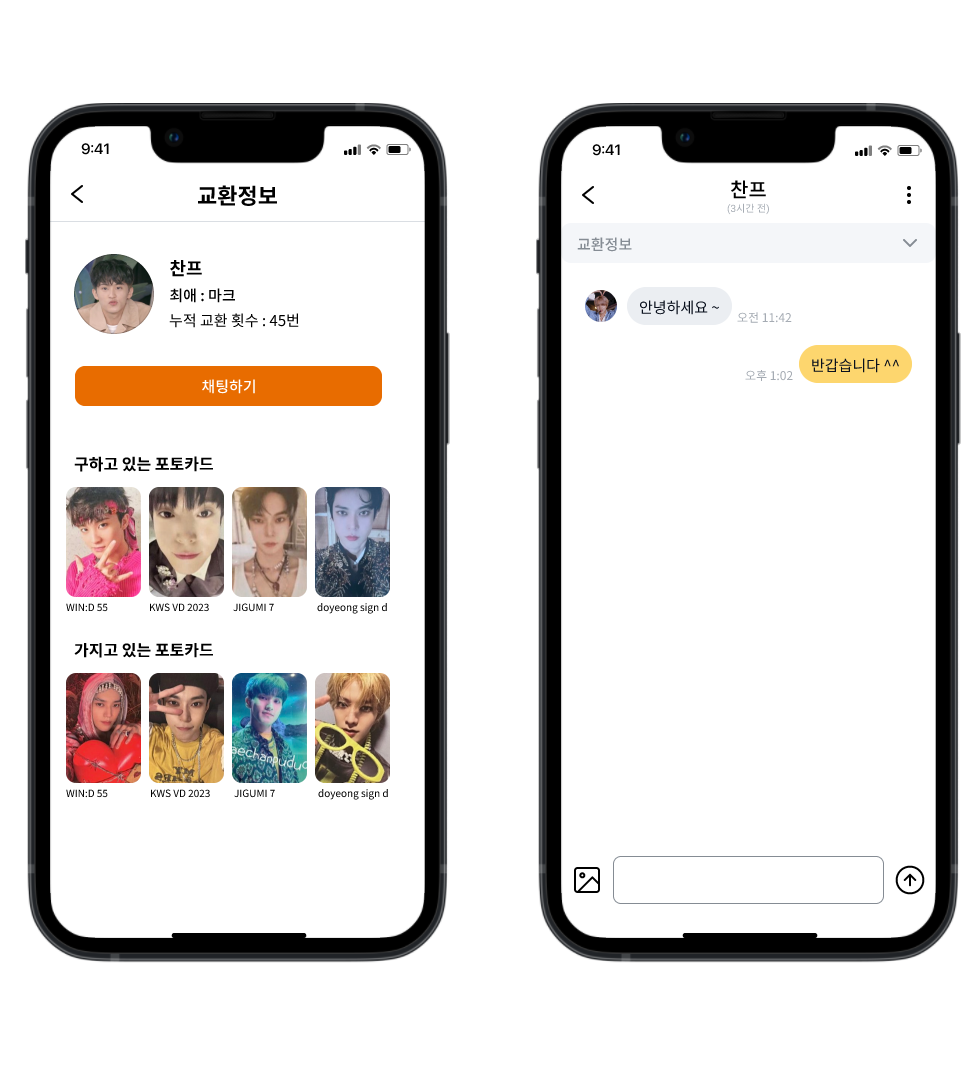 9:41
교환정보
찬프
최애 : 마크
누적 교환 횟수 : 45번
채팅하기
구하고 있는 포토카드
WIN:D 55
KWS VD 2023
JIGUMI 7
doyeong sign d
가지고 있는 포토카드
aechanpuduc
WIN:D 55
KWS VD 2023
JIGUMI 7
doyeong sign d
9:41
찬프
(3시간 전)
교환정보
안녕하세요 ~
오전 11:42
반갑습니다 ^^
오후 1:02